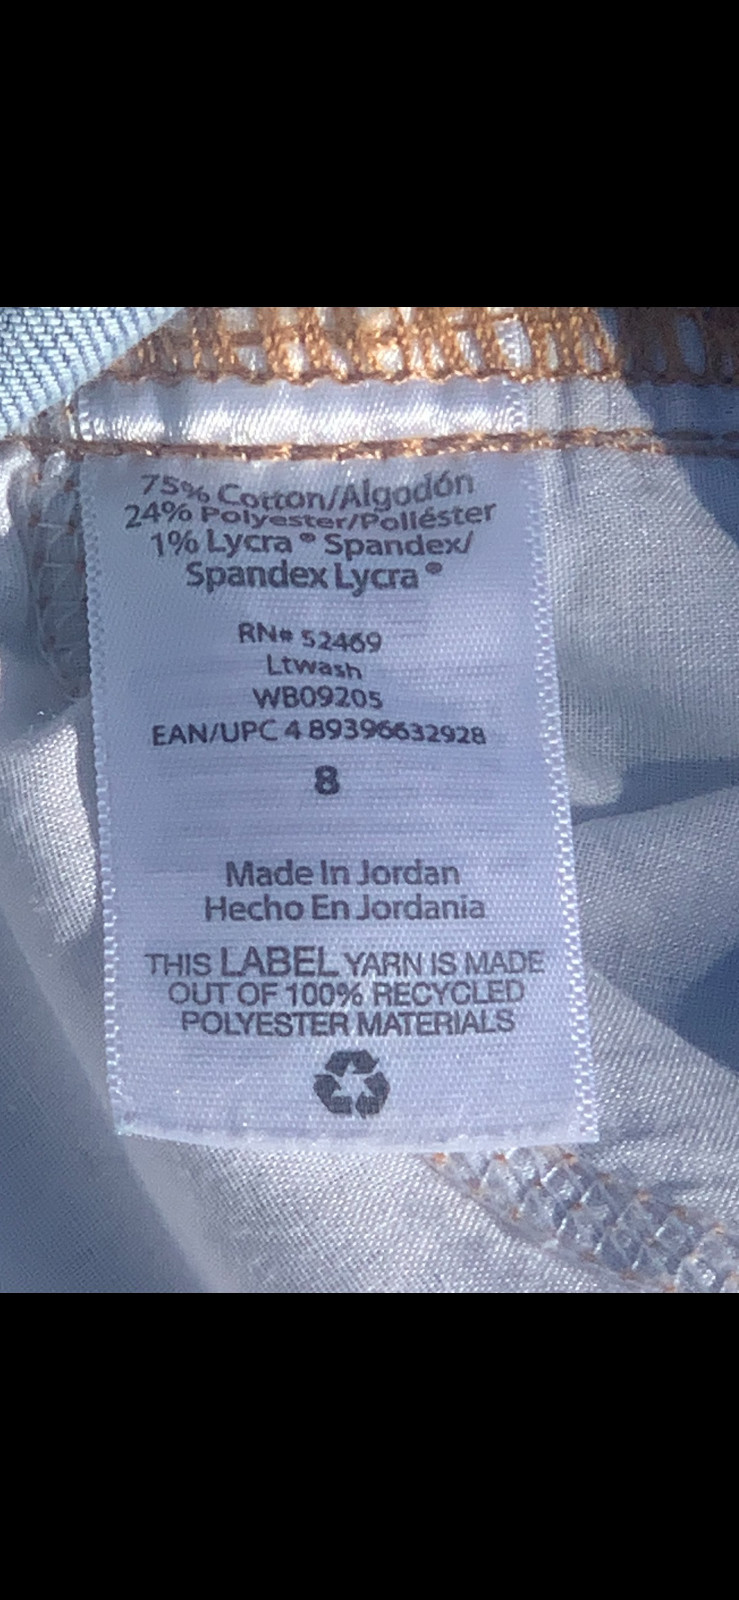 75% Cotton/Algodón
24% Polyester/Poliéster
1% Lycra® Spandex/
Spandex Lycra®
RN# 52469
LtWash
WB09205
EAN/UPC 4 89396632928
8
Made In Jordan
Hecho En Jordania
THIS LABEL YARN IS MADE
OUT OF 100% RECYCLED
POLYESTER MATERIALS